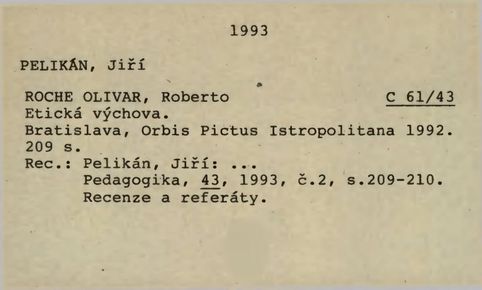 1993
PELIKÁN, Jiří
ROCHE OLIVAR, Roberto C 61/43
Etická výchova.
Bratislava, Orbis Pictus Istropolitana 1992.
209 s.
Rec.: Pelikán, Jiří: ...
Pedagogika, 43, 1993, č.2, s.209-210.
Recenze a referáty.